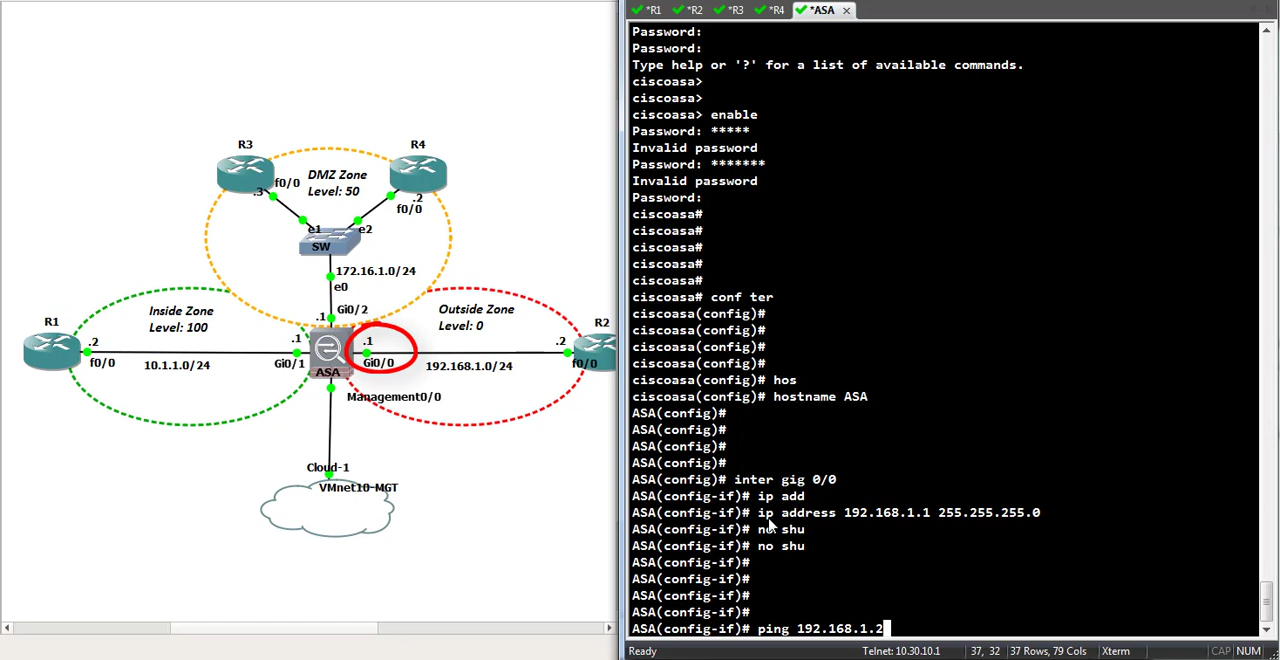 *R1
*R2
*R3
*R4
*ASA
R3
R4
DMZ Zone
Level: 50
.3
f0/0
.2
f0/0
e1
e2
SW
172.16.1.0/24
e0
Inside Zone
Level: 100
.1
Gi0/2
Outside Zone
Level: 0
R1
R2
.2
f0/0
10.1.1.0/24
.1
Gi0/1
ASA
.1
Gi0/0
192.168.1.0/24
.2
f0/0
Management0/0
Cloud-1
VMnet10-MGT
Password:
Password:
Type help or '?' for a list of available commands.
ciscoasa>
ciscoasa>
ciscoasa> enable
Password: *****
Invalid password
Password: *******
Invalid password
Password:
ciscoasa#
ciscoasa#
ciscoasa#
ciscoasa#
ciscoasa#
ciscoasa# conf ter
ciscoasa(config)#
ciscoasa(config)#
ciscoasa(config)#
ciscoasa(config)#
ciscoasa(config)# hos
ciscoasa(config)# hostname ASA
ASA(config)#
ASA(config)#
ASA(config)#
ASA(config)#
ASA(config)# inter gig 0/0
ASA(config-if)# ip add
ASA(config-if)# ip address 192.168.1.1 255.255.255.0
ASA(config-if)# no shu
ASA(config-if)# no shu
ASA(config-if)#
ASA(config-if)#
ASA(config-if)#
ASA(config-if)#
ASA(config-if)# ping 192.168.1.2
Ready
Telnet: 10.30.10.1
37, 32
37 Rows, 79 Cols
Xterm
CAP
NUM